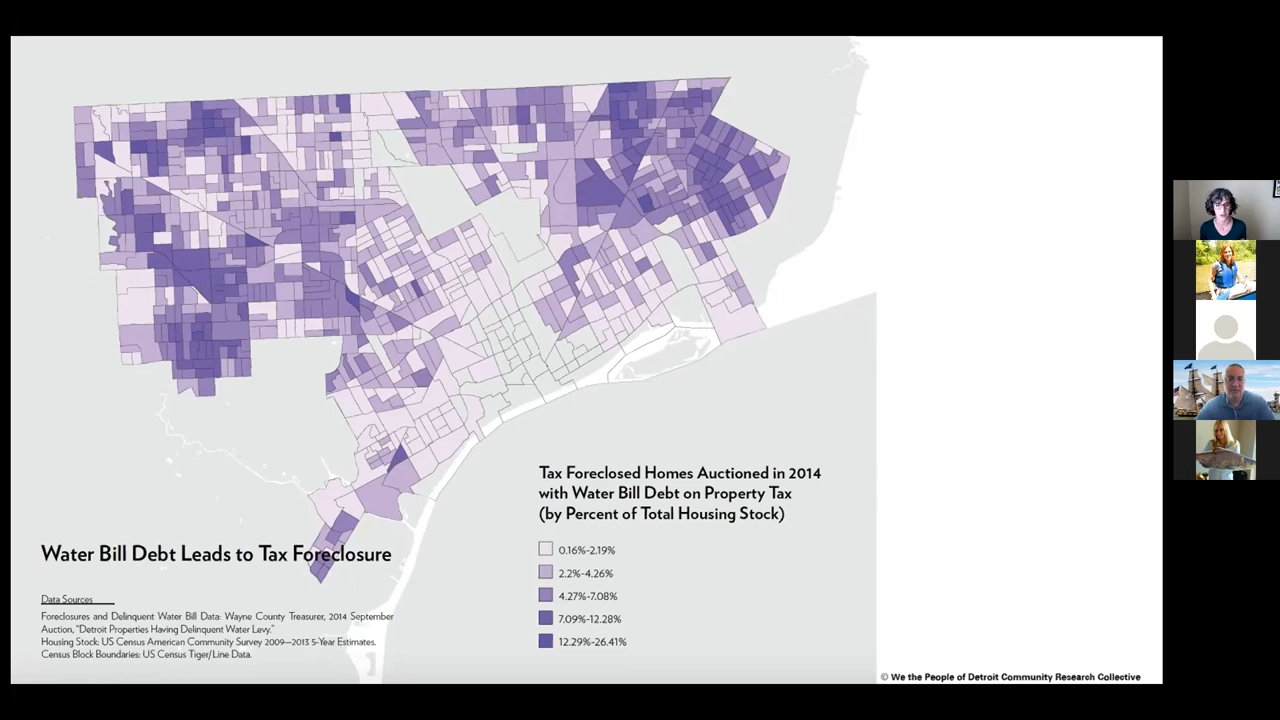 Tax Foreclosed Homes Auctioned in 2014
with Water Bill Debt on Property Tax
(by Percent of Total Housing Stock)
0.16%-2.19%
2.2%-4.26%
4.27%-7.08%
7.09%-12.28%
12.29%-26.41%
Water Bill Debt Leads to Tax Foreclosure
Data Sources
Foreclosures and Delinquent Water Bill Data: Wayne County Treasurer, 2014 September
Auction, "Detroit Properties Having Delinquent Water Levy."
Housing Stock: US Census American Community Survey 2009—2013 5-Year Estimates.
Census Block Boundaries: US Census Tiger/Line Data.
© We the People of Detroit Community Research Collective